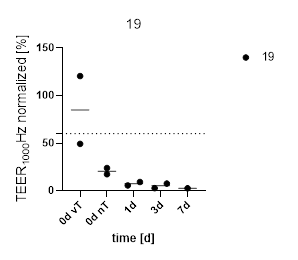 19
19
TEER1000Hz normalized [%]
150
100
50
0
0d vT
0d nT
1d
3d
7d
time [d]